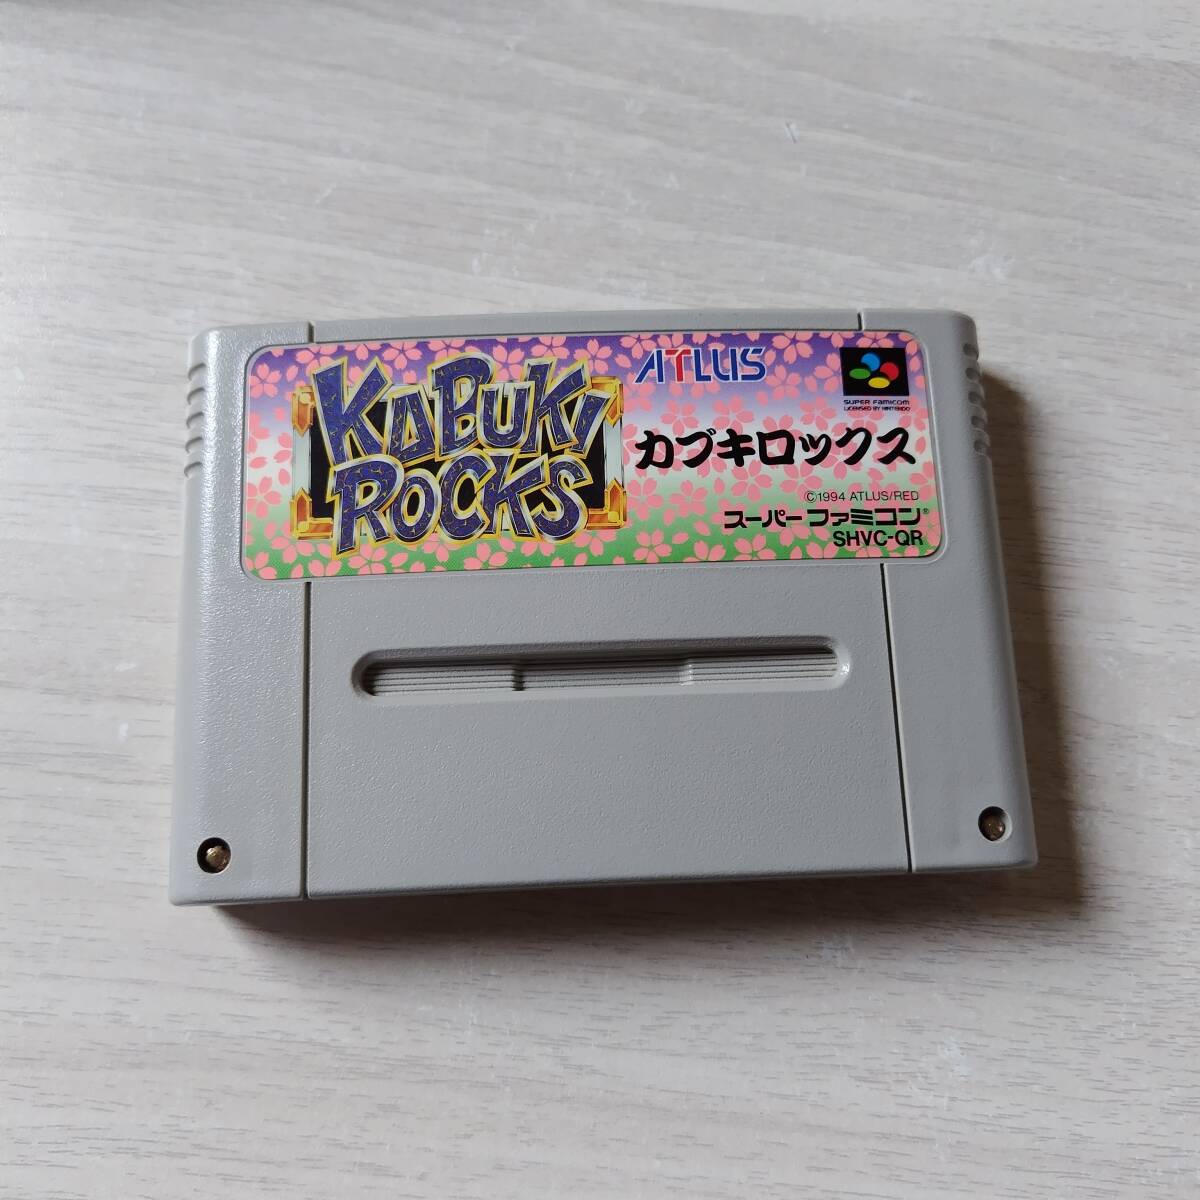 KABUKI
ROCKS
ATLUS
SUPER FAMICOM
LICENSED BY NINTENDO
カブキロックス
©1994 ATLUS/RED
スーパーファミコン®
SHVC-QR